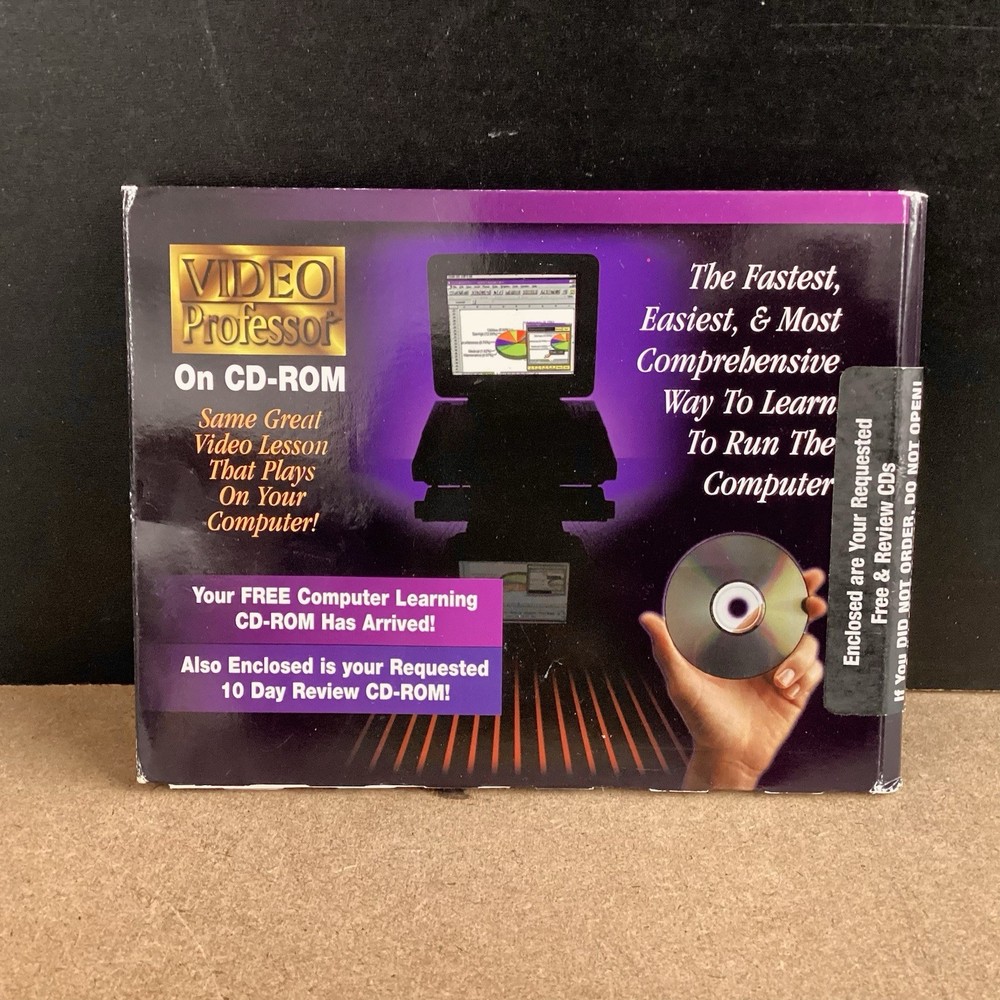 VIDEO
Professor
On CD-ROM
Same Great
Video Lesson
That Plays
On Your
Computer!
The Fastest,
Easiest, & Most
Comprehensive
Way To Learn
To Run The
Computer
Your FREE Computer Learning
CD-ROM Has Arrived!
Also Enclosed is your Requested
10 Day Review CD-ROM!
Enclosed are Your Requested
Free & Review CDs
If You DID NOT ORDER, DO NOT OPEN!